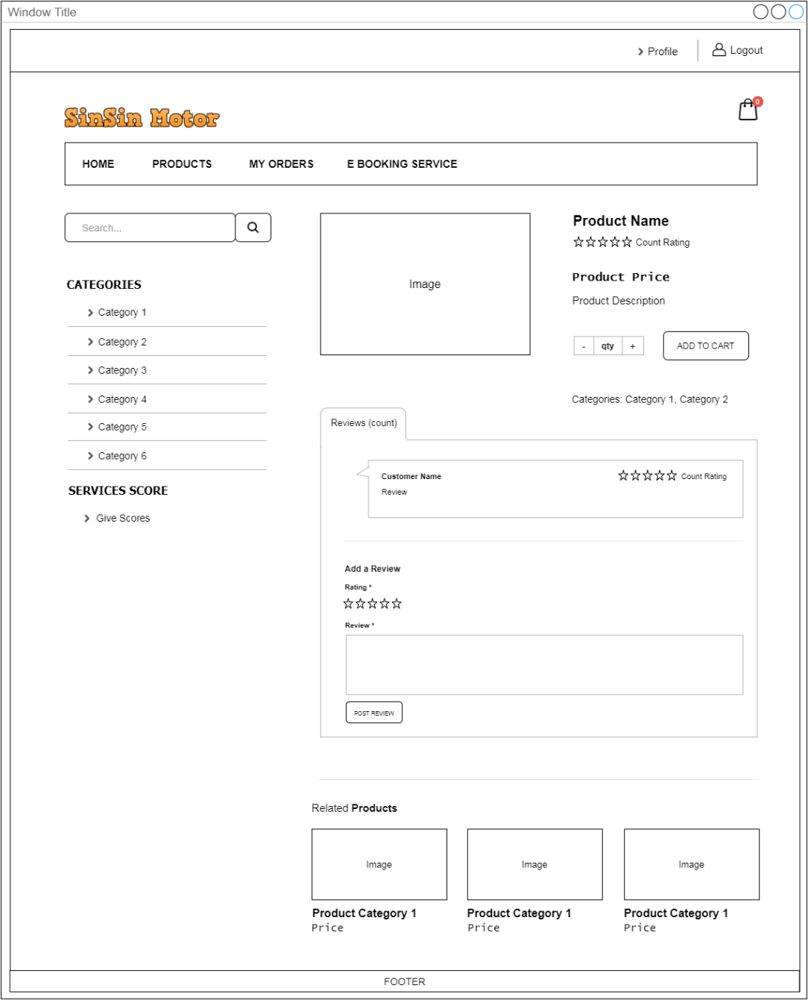 Window Title
Profile
Logout
SinSin Motor
0
HOME PRODUCTS MY ORDERS E BOOKING SERVICE
Search...
CATEGORIES
Category 1
Category 2
Category 3
Category 4
Category 5
Category 6
SERVICES SCORE
Give Scores
Image
Product Name
Count Rating
Product Price
Product Description
- qty +
ADD TO CART
Categories: Category 1, Category 2
Reviews (count)
Customer Name
Count Rating
Review
Add a Review
Rating *
Review *
POST REVIEW
Related Products
Image
Product Category 1
Price
Image
Product Category 1
Price
Image
Product Category 1
Price
FOOTER